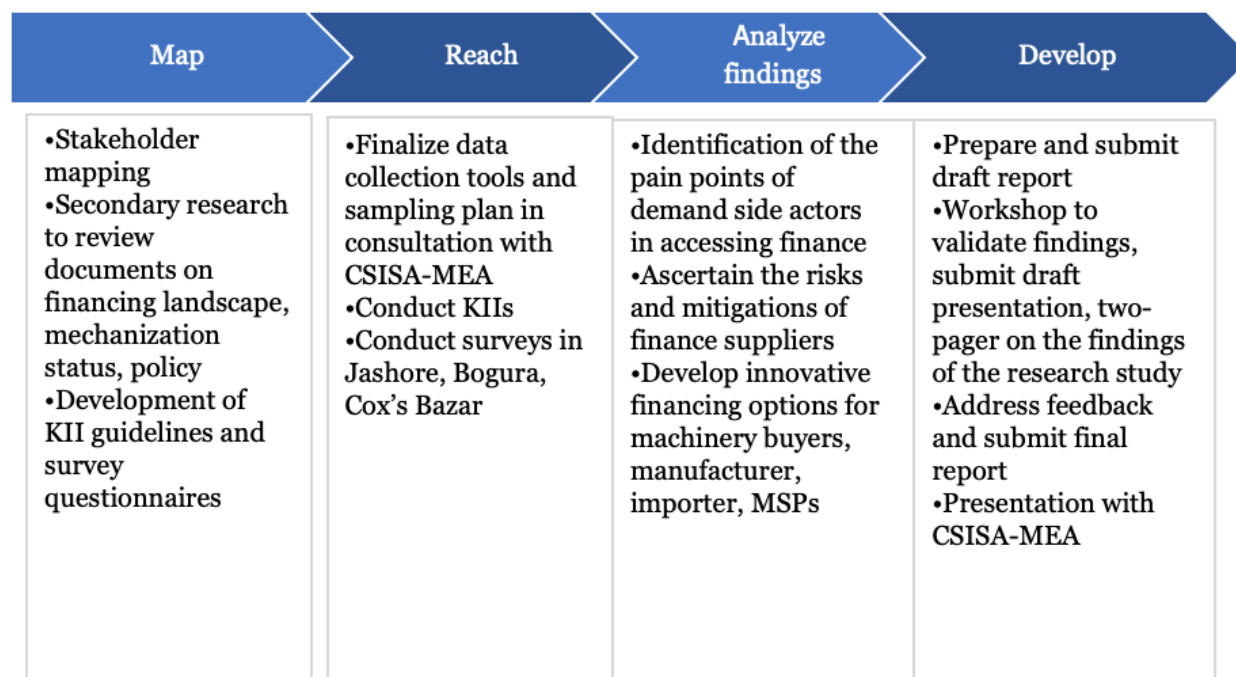 Map
Reach
Analyze
findings
Develop
•Stakeholder
mapping
•Secondary research
to review
documents on
financing landscape,
mechanization
status, policy
•Development of
KII guidelines and
survey
questionnaires
•Finalize data
collection tools and
sampling plan in
consultation with
CSISA-MEA
•Conduct KIIs
•Conduct surveys in
Jashore, Bogura,
Cox’s Bazar
•Identification of the
pain points of
demand side actors
in accessing finance
•Ascertain the risks
and mitigations of
finance suppliers
•Develop innovative
financing options for
machinery buyers,
manufacturer,
importer, MSPs
•Prepare and submit
draft report
•Workshop to
validate findings,
submit draft
presentation, two-
pager on the findings
of the research study
•Address feedback
and submit final
report
•Presentation with
CSISA-MEA